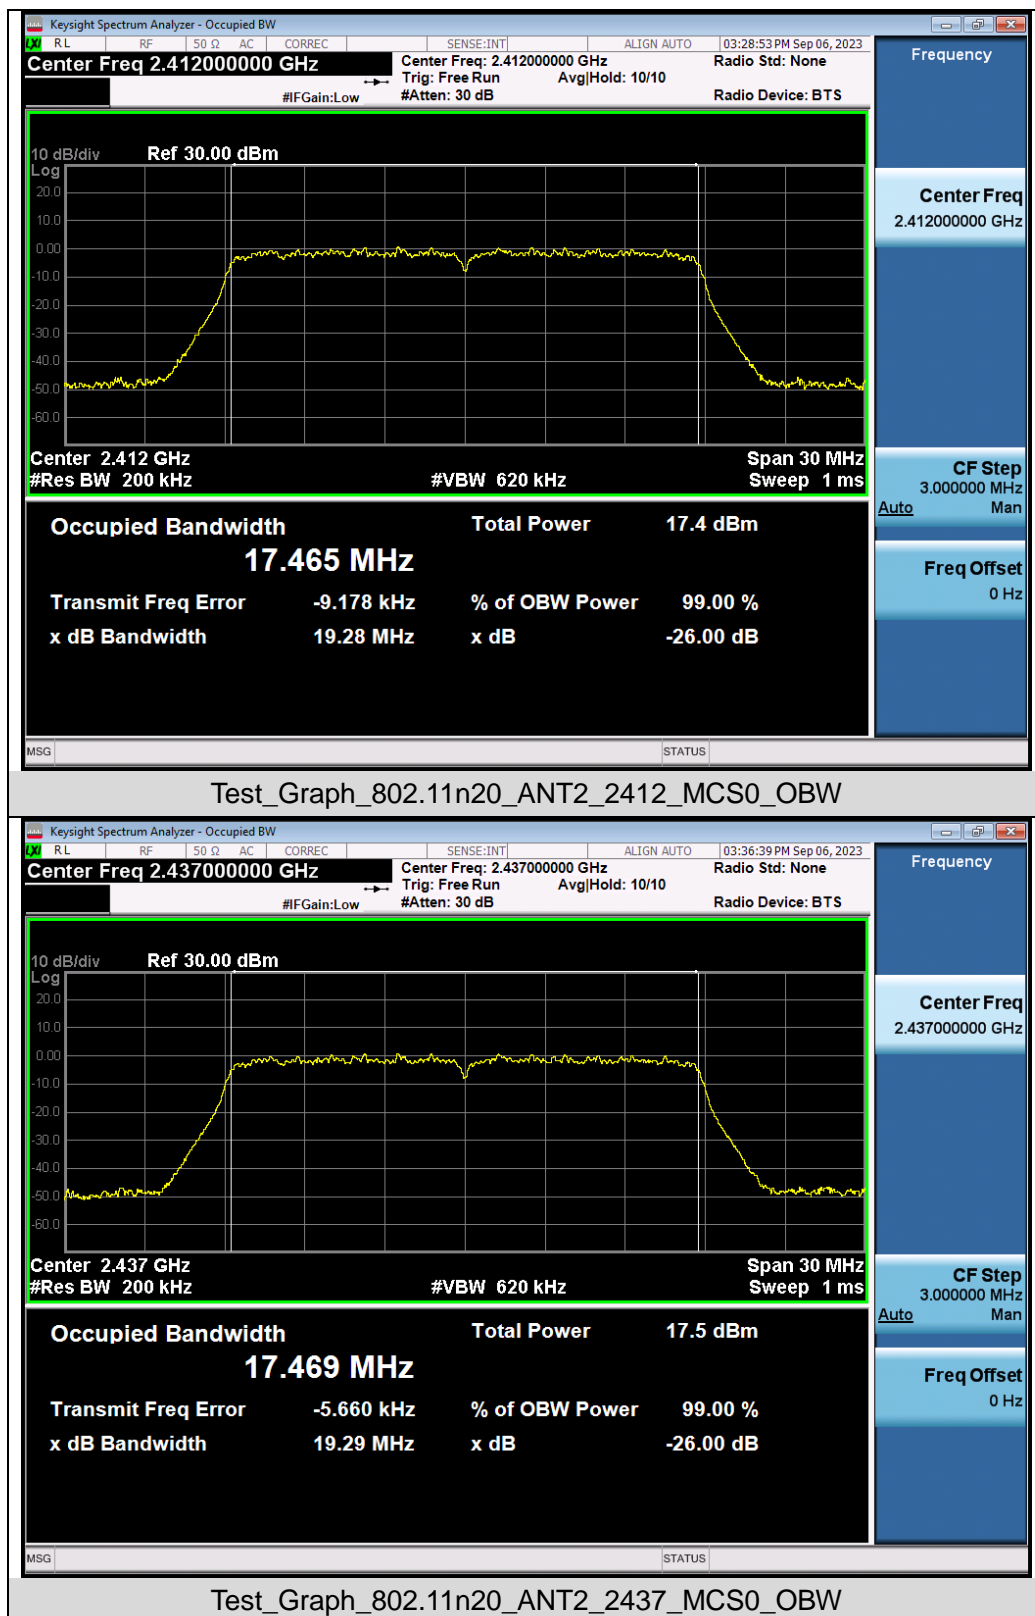 Keysight Spectrum Analyzer - Occupied BW
LXI RL RF 50 Ω AC CORREC SENSE:INT ALIGN AUTO 03:28:53 PM Sep 06, 2023
Center Freq 2.412000000 GHz
Center Freq: 2.412000000 GHz Radio Std: None
Trig: Free Run Avg|Hold: 10/10
#IFGain:Low #Atten: 30 dB Radio Device: BTS
Frequency
10 dB/div Ref 30.00 dBm
Log
20.0
10.0
0.00
-10.0
-20.0
-30.0
-40.0
-50.0
-60.0
Center Freq
2.412000000 GHz
Center 2.412 GHz Span 30 MHz
#Res BW 200 kHz #VBW 620 kHz Sweep 1 ms
CF Step
3.000000 MHz
Auto Man
Occupied Bandwidth Total Power 17.4 dBm
17.465 MHz
Freq Offset
0 Hz
Transmit Freq Error -9.178 kHz % of OBW Power 99.00 %
x dB Bandwidth 19.28 MHz x dB -26.00 dB
MSG STATUS
Test_Graph_802.11n20_ANT2_2412_MCS0_OBW
Keysight Spectrum Analyzer - Occupied BW
LXI RL RF 50 Ω AC CORREC SENSE:INT ALIGN AUTO 03:36:39 PM Sep 06, 2023
Center Freq 2.437000000 GHz
Center Freq: 2.437000000 GHz Radio Std: None
Trig: Free Run Avg|Hold: 10/10
#IFGain:Low #Atten: 30 dB Radio Device: BTS
Frequency
10 dB/div Ref 30.00 dBm
Log
20.0
10.0
0.00
-10.0
-20.0
-30.0
-40.0
-50.0
-60.0
Center Freq
2.437000000 GHz
Center 2.437 GHz Span 30 MHz
#Res BW 200 kHz #VBW 620 kHz Sweep 1 ms
CF Step
3.000000 MHz
Auto Man
Occupied Bandwidth Total Power 17.5 dBm
17.469 MHz
Freq Offset
0 Hz
Transmit Freq Error -5.660 kHz % of OBW Power 99.00 %
x dB Bandwidth 19.29 MHz x dB -26.00 dB
MSG STATUS
Test_Graph_802.11n20_ANT2_2437_MCS0_OBW